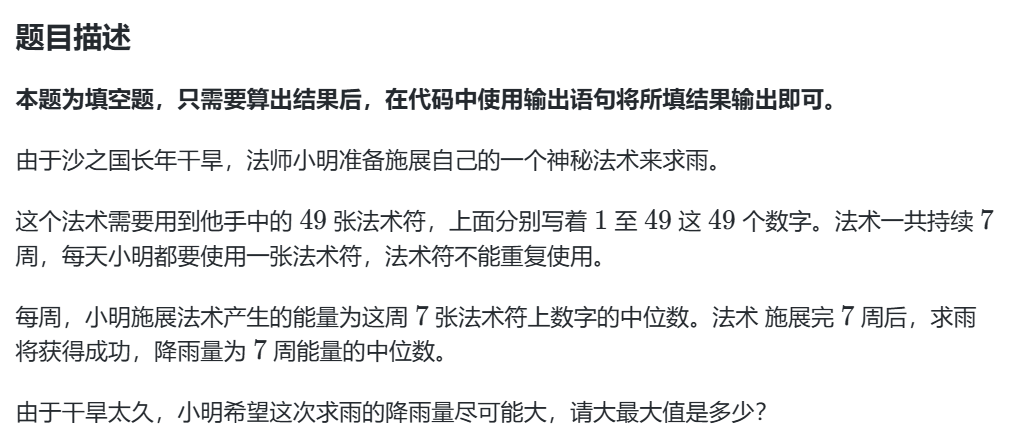 题目描述
本题为填空题，只需要算出结果后，在代码中使用输出语句将所填结果输出即可。
由于沙之国长年干旱，法师小明准备施展自己的一个神秘法术来求雨。
这个法术需要用到他手中的 49 张法术符，上面分别写着 1 至 49 这 49 个数字。法术一共持续 7
周，每天小明都要使用一张法术符，法术符不能重复使用。
每周，小明施展法术产生的能量为这周 7 张法术符上数字的中位数。法术 施展完 7 周后，求雨
将获得成功，降雨量为 7 周能量的中位数。
由于干旱太久，小明希望这次求雨的降雨量尽可能大，请大最大值是多少？